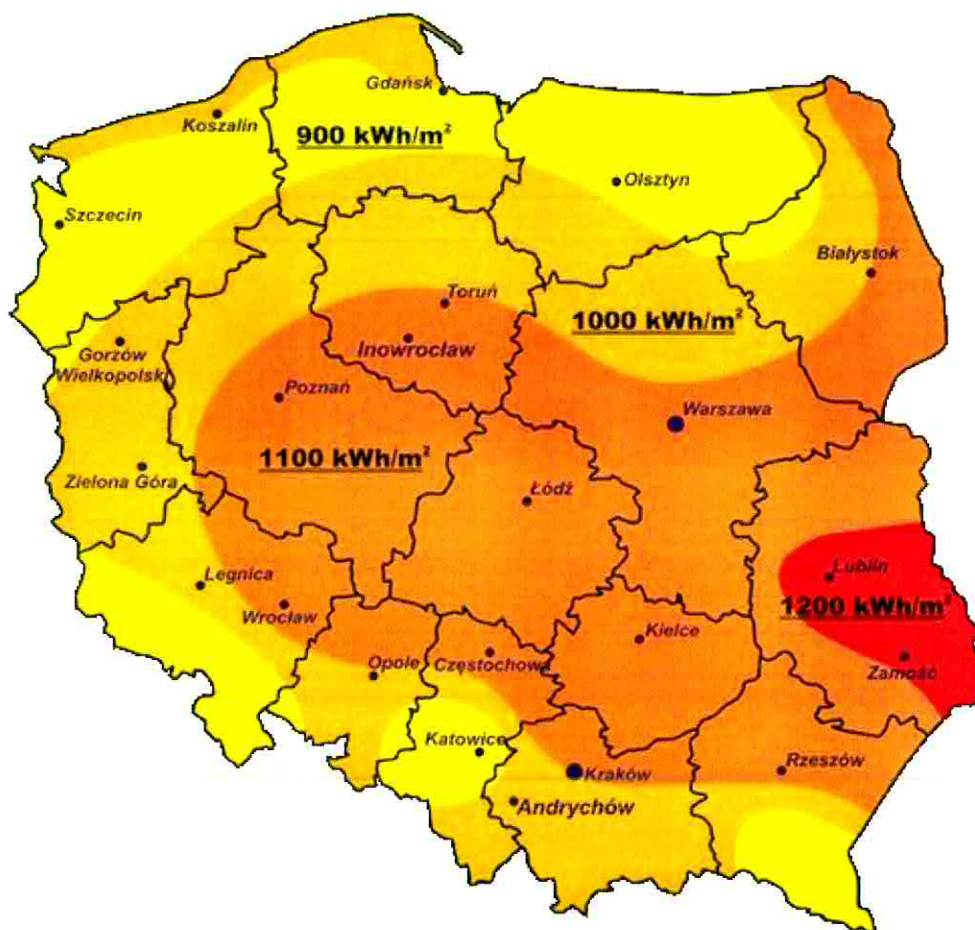 Gdańsk
Koszalin
900 kWh/m²
Olsztyn
Szczecin
Białystok
Toruń
1000 kWh/m²
Inowrocław
Gorzów
Wielkopolski
Poznań
Warszawa
1100 kWh/m²
Zielona Góra
Łódź
Legnica
Lublin
Wrocław
1200 kWh/m²
Kielce
Opole
Częstochowa
Zamość
Katowice
Rzeszów
Kraków
Andrychów